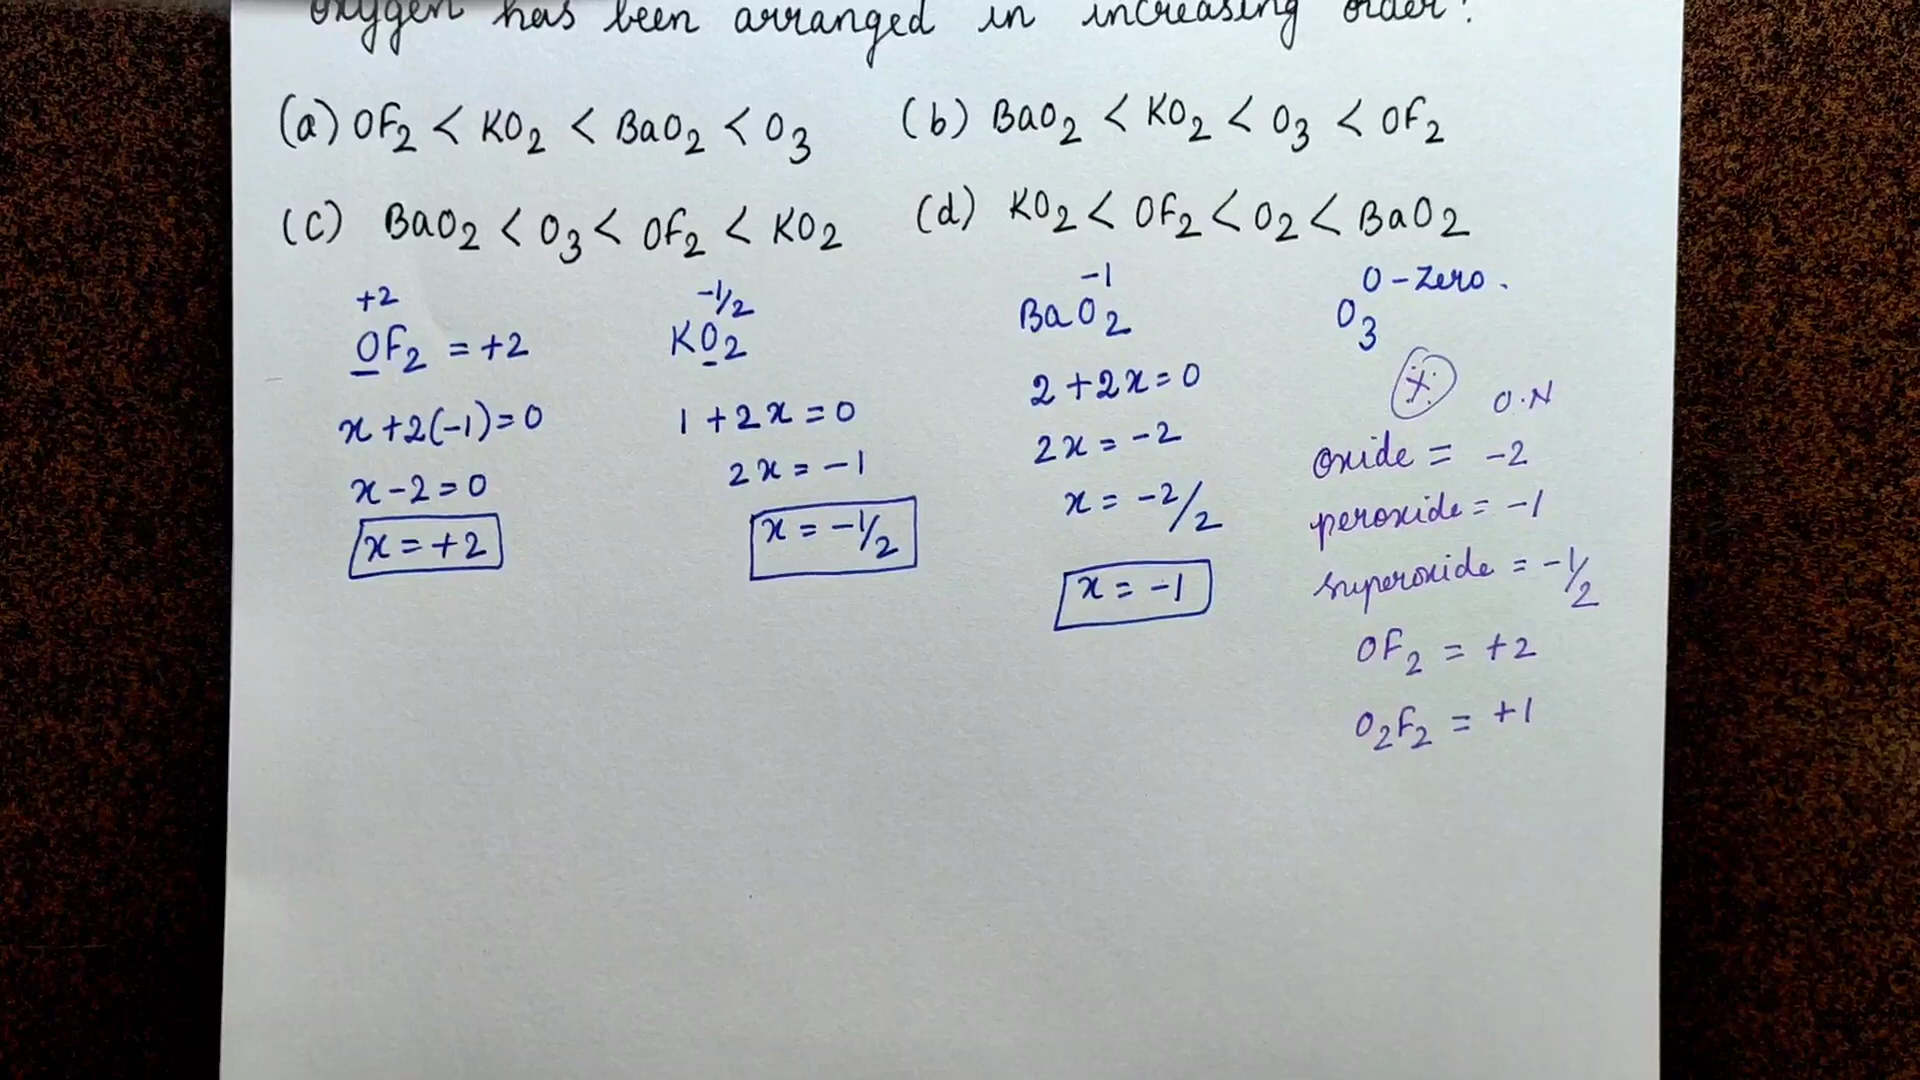 oxygen has been arranged in increasing order?
(a) OF₂ < KO₂ < BaO₂ < O₃ (b) BaO₂ < KO₂ < O₃ < OF₂
(c) BaO₂ < O₃ < OF₂ < KO₂ (d) KO₂ < OF₂ < O₂ < BaO₂
+2
OF₂ = +2
x + 2(-1) = 0
x - 2 = 0
x = +2
-1/2
KO₂
1 + 2x = 0
2x = -1
x = -1/2
-1
BaO₂
2 + 2x = 0
2x = -2
x = -2/2
x = -1
0 - Zero.
O₃
O.N
oxide = -2
peroxide = -1
superoxide = -1/2
OF₂ = +2
O₂F₂ = +1